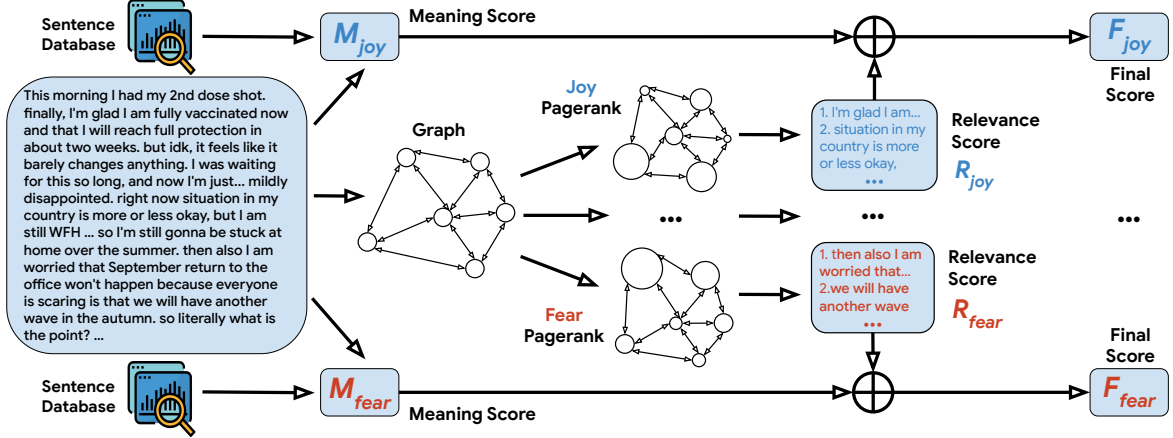 Sentence
Database
M joy
Meaning Score
F joy
Final
Score
This morning I had my 2nd dose shot.
finally, I'm glad I am fully vaccinated now
and that I will reach full protection in
about two weeks. but idk, it feels like it
barely changes anything. I was waiting
for this so long, and now I'm just... mildly
disappointed. right now situation in my
country is more or less okay, but I am
still WFH ... so I'm still gonna be stuck at
home over the summer. then also I am
worried that September return to the
office won't happen because everyone
is scaring is that we will have another
wave in the autumn. so literally what is
the point? ...
Graph
Joy
Pagerank
1. I'm glad I am...
2. situation in my
country is more
or less okay,
...
Relevance
Score
R joy
...
...
...
Fear
Pagerank
1. then also I am
worried that...
2.we will have
another wave
...
Relevance
Score
R fear
Sentence
Database
M fear
Meaning Score
Final
Score
F fear